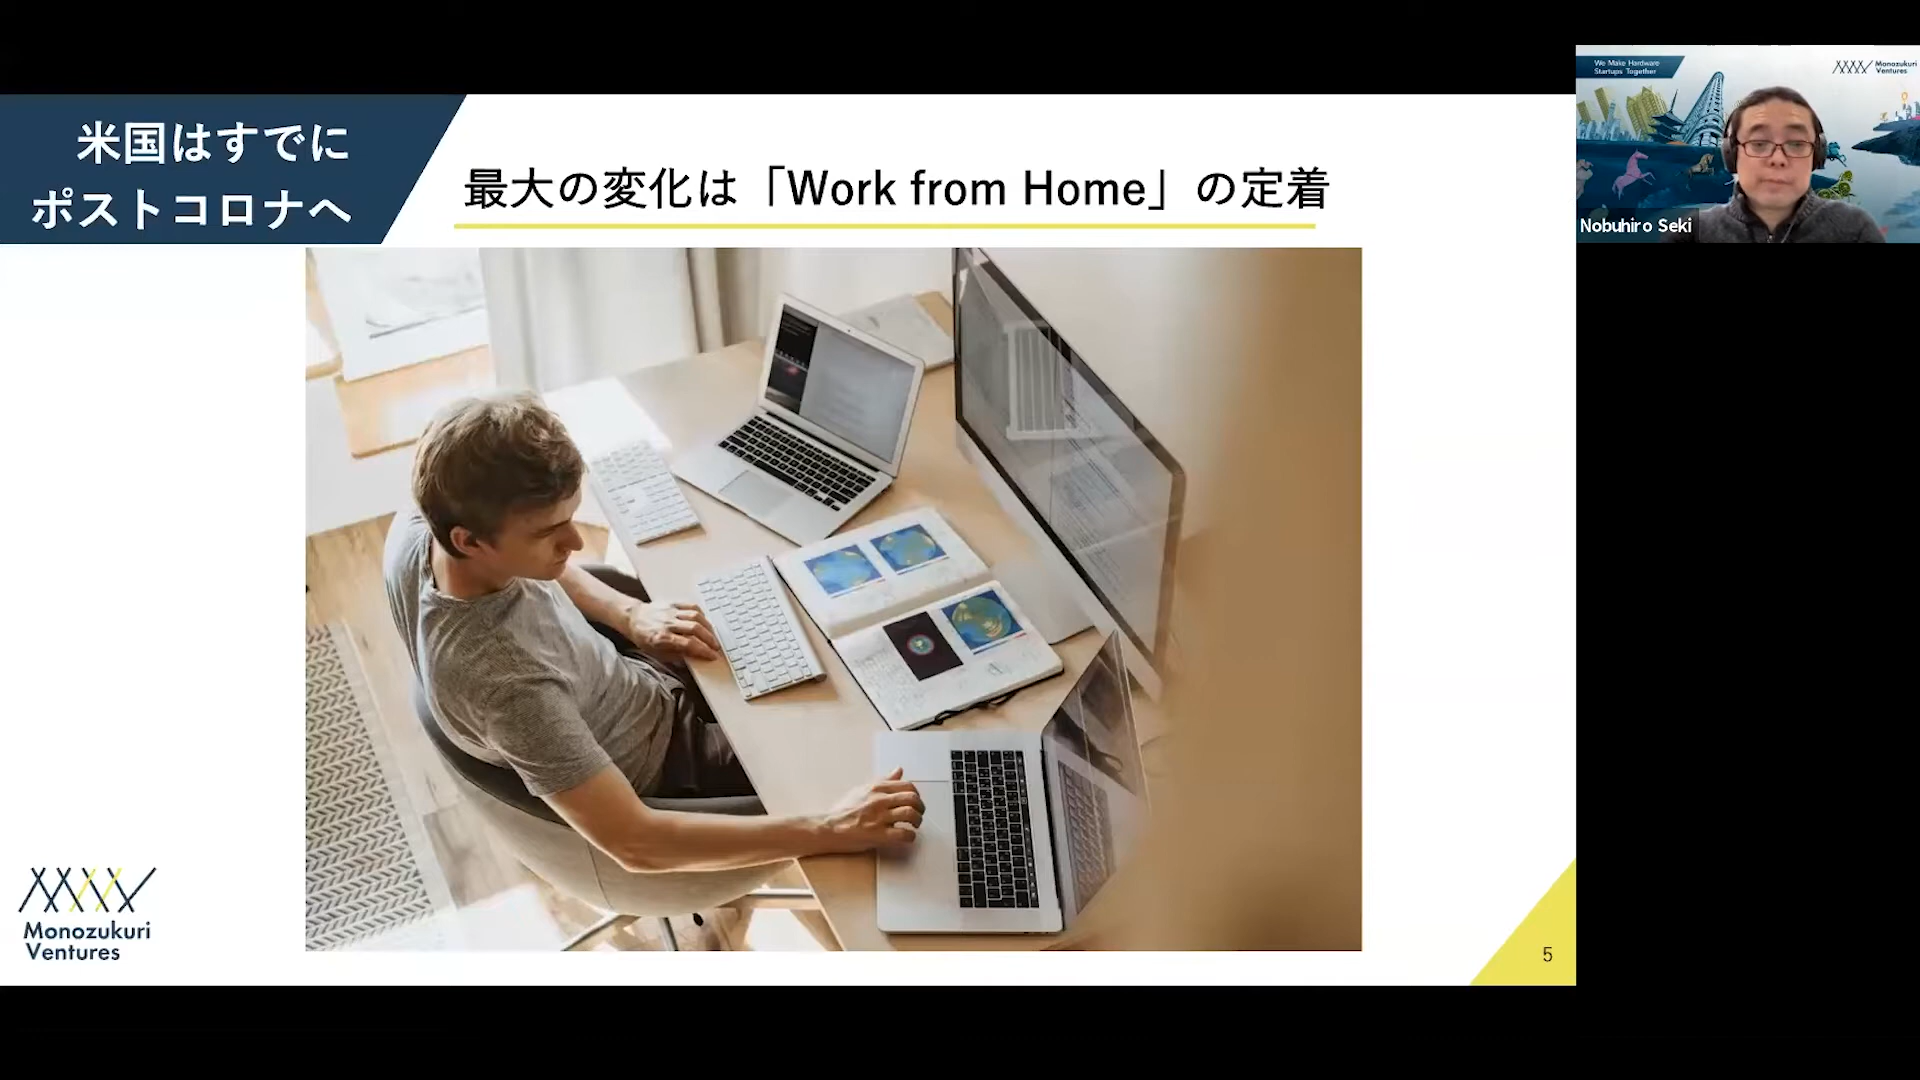 米国はすでに
ポストコロナへ
最大の変化は「Work from Home」の定着
We Make Hardware
Startups Together
Monozukuri
Ventures
Nobuhiro Seki
Monozukuri
Ventures
5